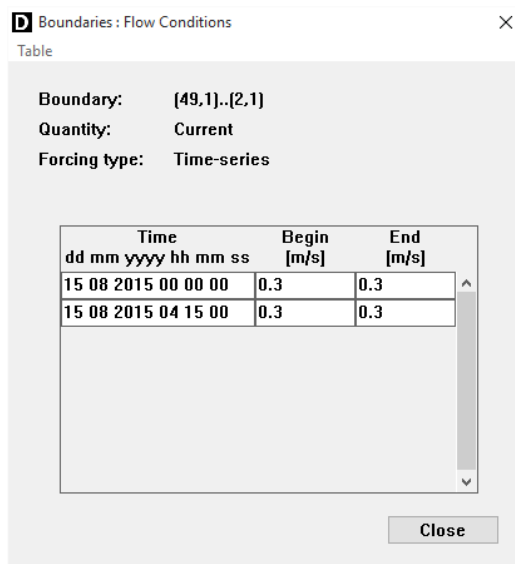 D Boundaries : Flow Conditions
Table
Boundary: (49,1)..(2,1)
Quantity: Current
Forcing type: Time-series
Time Begin End
dd mm yyyy hh mm ss [m/s] [m/s]
15 08 2015 00 00 00 0.3 0.3
15 08 2015 04 15 00 0.3 0.3
Close